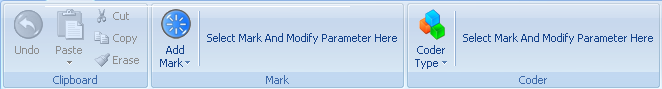 Undo
Paste
Cut
Copy
Erase
Clipboard
Add
Mark
Select Mark And Modify Parameter Here
Mark
Coder
Type
Select Mark And Modify Parameter Here
Coder